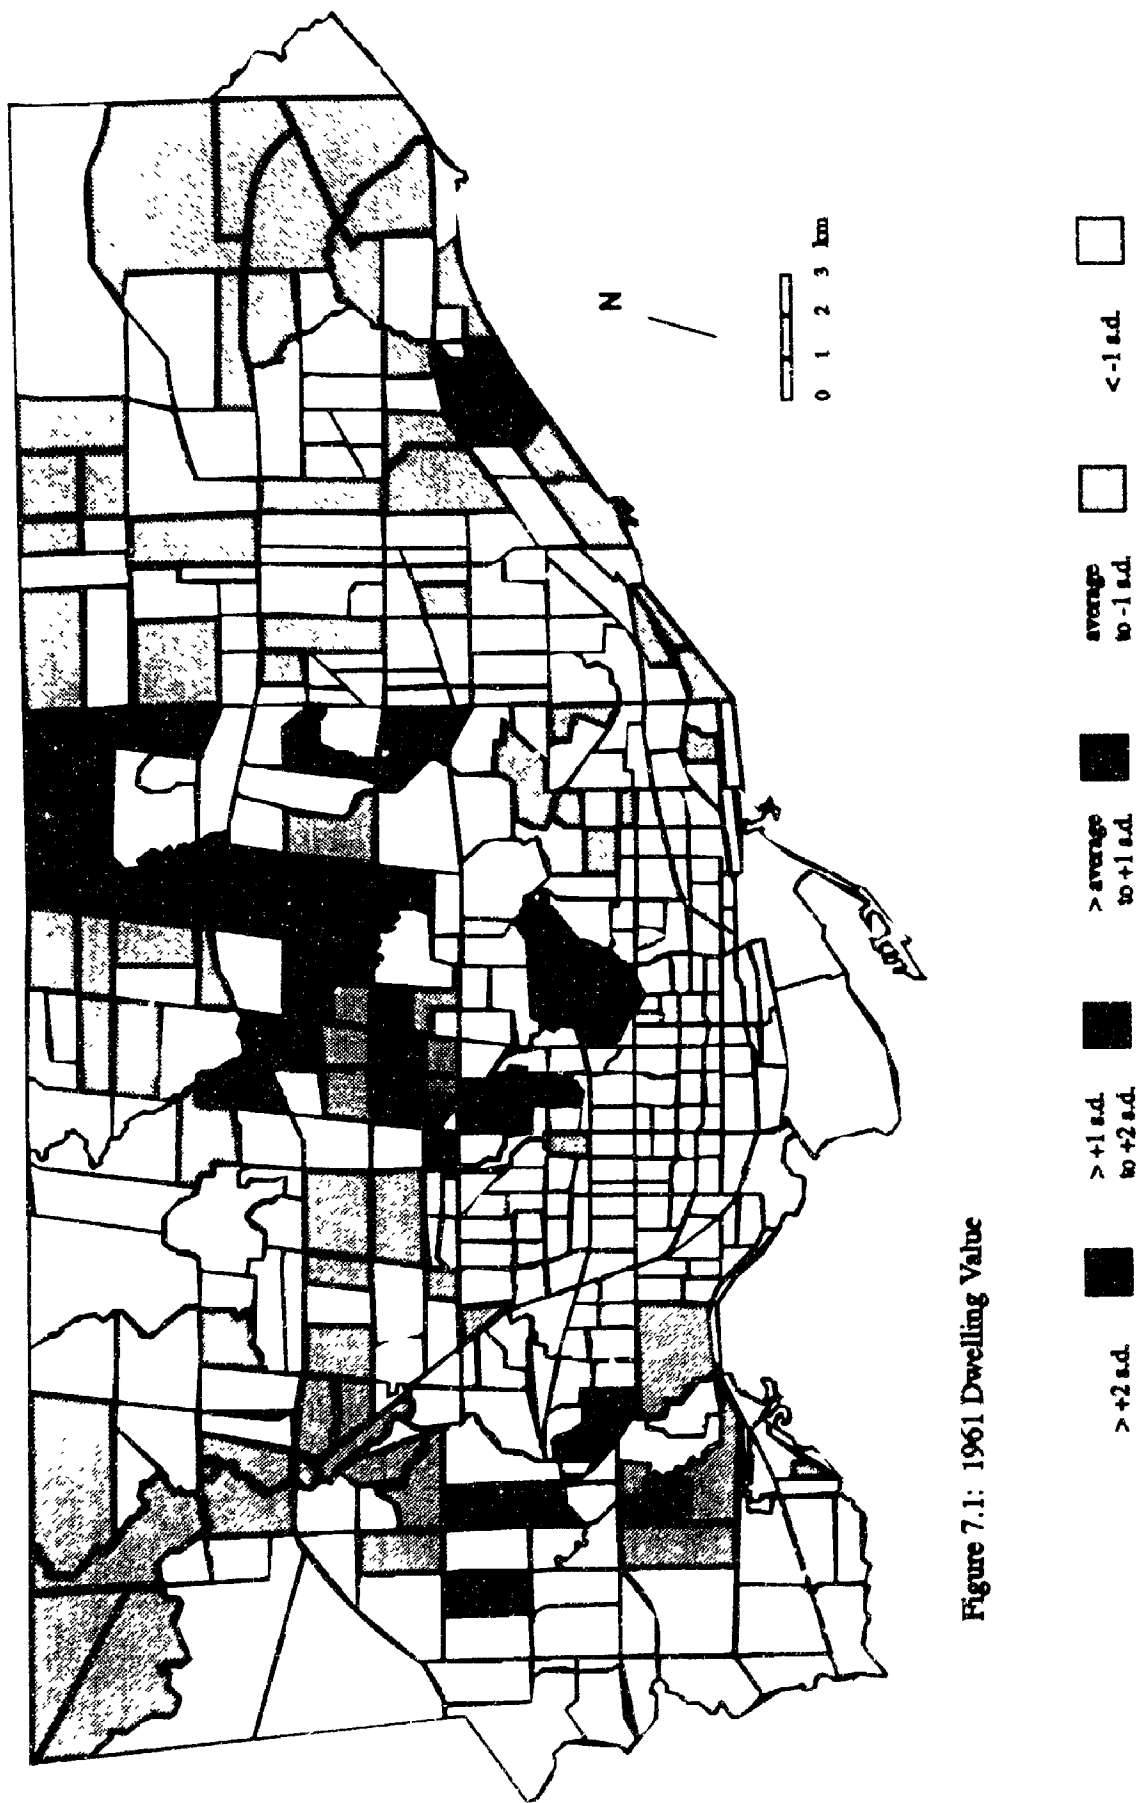 N
0 1 2 3 km
Figure 7.1: 1961 Dwelling Value
> +2 s.d.
> +1 s.d.
to +2 s.d.
> average
to +1 s.d.
average
to -1 s.d.
< -1 s.d.